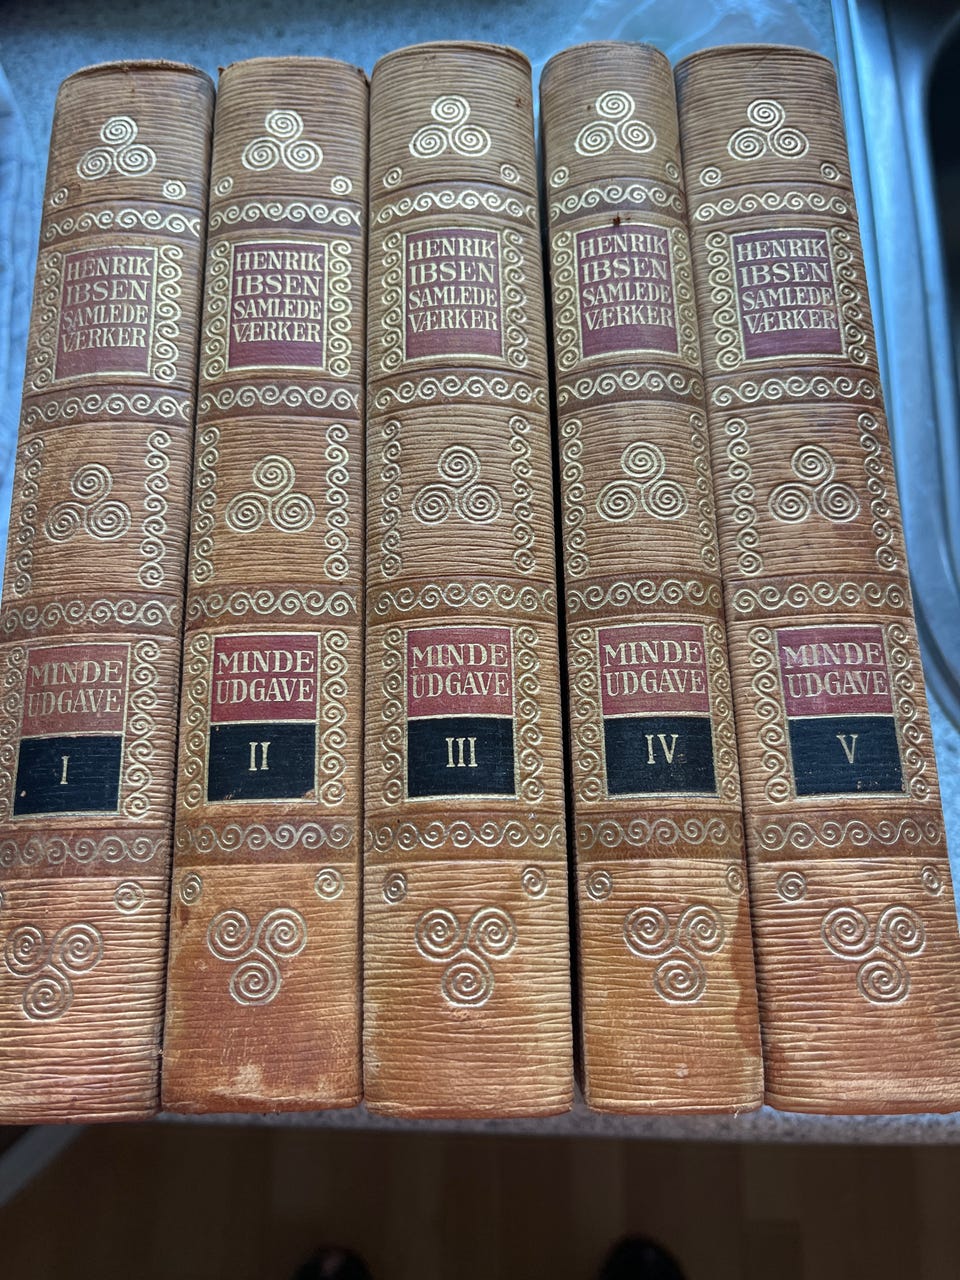 HENRIK
IBSEN
SAMLEDE
VÆRKER
MINDE
UDGAVE
I
HENRIK
IBSEN
SAMLEDE
VÆRKER
MINDE
UDGAVE
II
HENRIK
IBSEN
SAMLEDE
VÆRKER
MINDE
UDGAVE
III
HENRIK
IBSEN
SAMLEDE
VÆRKER
MINDE
UDGAVE
IV
HENRIK
IBSEN
SAMLEDE
VÆRKER
MINDE
UDGAVE
V